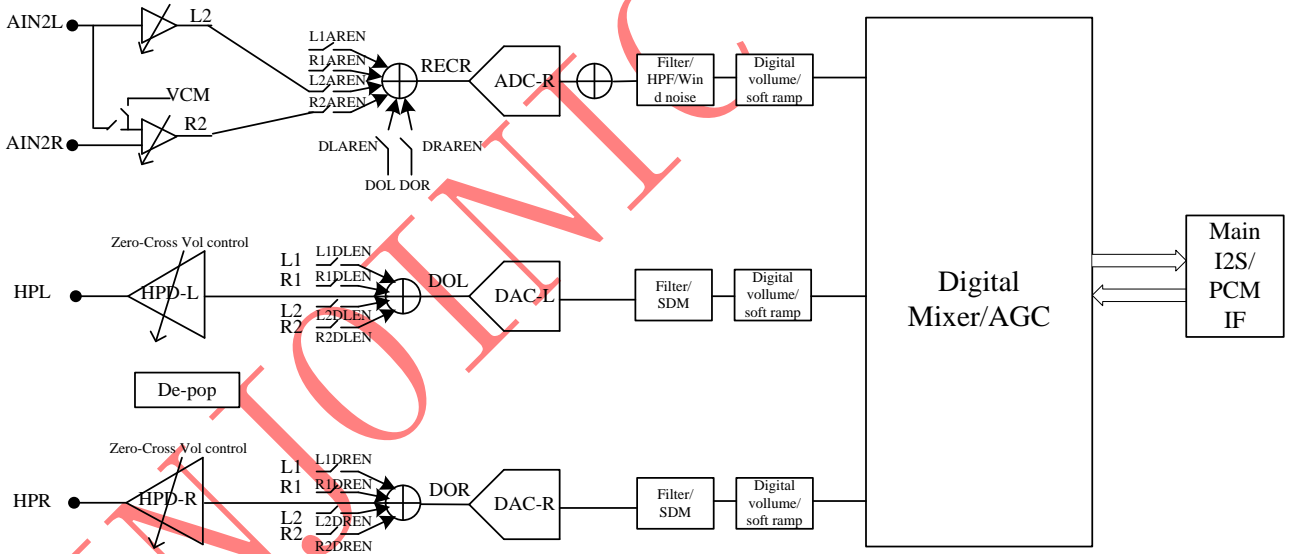 AIN2L
L2
L1AREN
R1AREN
L2AREN
R2AREN
RECR
ADC-R
Filter/
HPF/Win
d noise
Digital
vollume/
soft ramp
VCM
R2
AIN2R
DLAREN
DRAREN
DOL DOR
Digital
Mixer/AGC
Main
I2S/
PCM
IF
Zero-Cross Vol control
HPL
HPD-L
L1
R1
L2
R2
L1DLEN
R1DLEN
L2DLEN
R2DLEN
DOL
DAC-L
Filter/
SDM
Digital
vollume/
soft ramp
De-pop
Zero-Cross Vol control
HPR
HPD-R
L1
R1
L2
R2
L1DREN
R1DREN
L2DREN
R2DREN
DOR
DAC-R
Filter/
SDM
Digital
vollume/
soft ramp